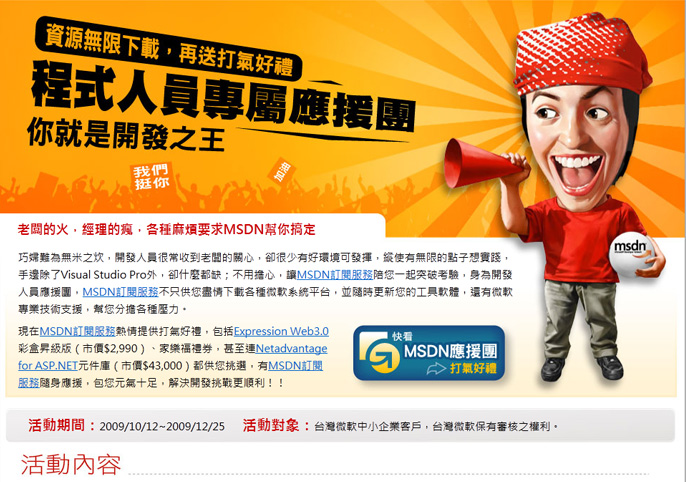 資源無限下載，再送打氣好禮
程式人員專屬應援團
你就是開發之王
我們
挺你
加油
msdn
老闆的火，經理的瘋，各種麻煩要求MSDN幫你搞定
巧婦難為無米之炊，開發人員很常收到老闆的關心，卻很少有好環境可發揮，縱使有無限的點子想實踐，
手邊除了Visual Studio Pro外，卻什麼都缺；不用擔心，讓MSDN訂閱服務陪您一起突破考驗，身為開發
人員應援團，MSDN訂閱服務不只供您盡情下載各種微軟系統平台，並隨時更新您的工具軟體，還有微軟
專業技術支援，幫您分擔各種壓力。
現在MSDN訂閱服務熱情提供打氣好禮，包括Expression Web3.0
彩盒昇級版（市價$2,990）、家樂福禮券，甚至連Netadvantage
for ASP.NET元件庫（市價$43,000）都供您挑選，有MSDN訂閱
服務隨身應援，包您元氣十足，解決開發挑戰更順利！！
快看
MSDN應援團
打氣好禮
活動期間：2009/10/12~2009/12/25 活動對象：台灣微軟中小企業客戶，台灣微軟保有審核之權利。
活動內容